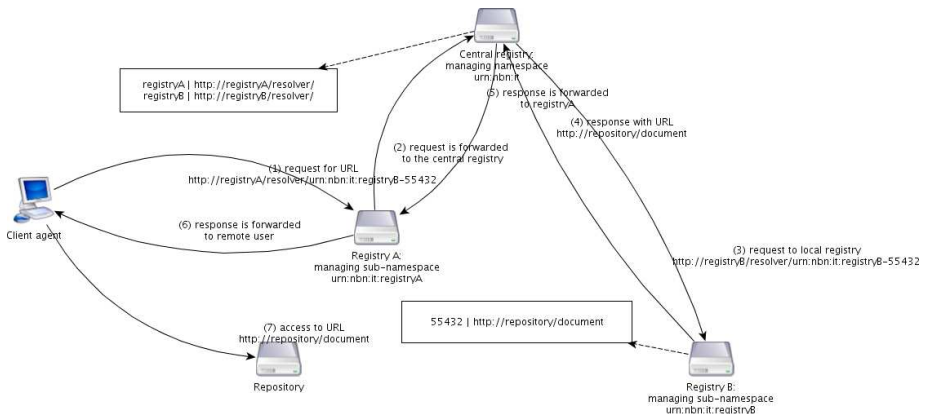 Central registry:
managing namespace
urn:nbn:it
registryA | http://registryA/resolver/
registryB | http://registryB/resolver/
(5) response is forwarded
to registryA
(4) response with URL
http://repository/document
(2) request is forwarded
to the central registry
(1) request for URL
http://registryA/resolver/urn:nbn:it:registryB-55432
Client agent
(6) response is forwarded
to remote user
Registry A:
managing sub-namespace
urn:nbn:it:registryA
(3) request to local registry
http://registryB/resolver/urn:nbn:it:registryB-55432
55432 | http://repository/document
(7) access to URL
http://repository/document
Repository
Registry B:
managing sub-namespace
urn:nbn:it:registryB